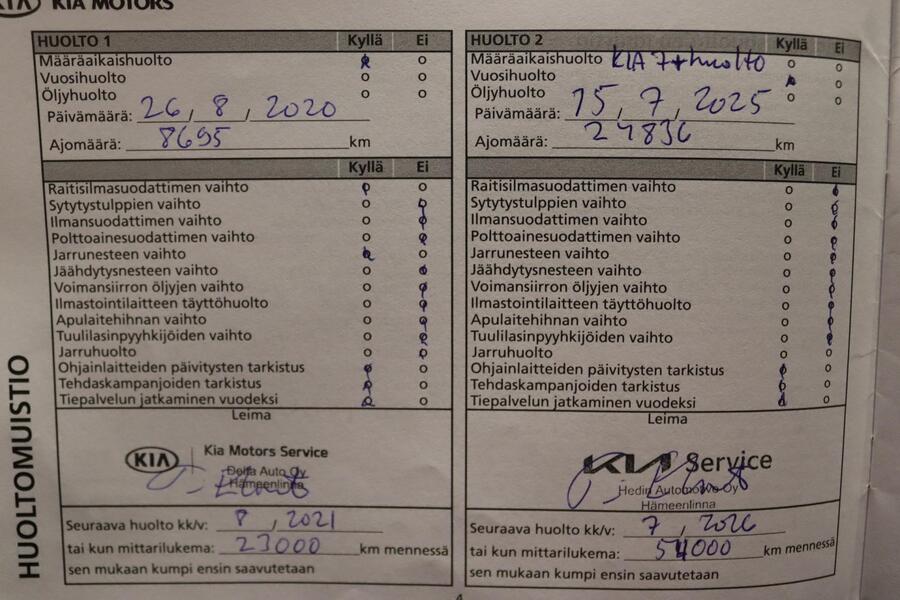 KIA KIA MOTORS
HUOLTOMUISTIO
HUOLTO 1 Kyllä Ei
Määräaikaishuolto
Vuosihuolto
Öljyhuolto
Päivämäärä: 26, 8, 2020
Ajomäärä: 8695 km
Kyllä Ei
Raitisilmasuodattimen vaihto
Sytytystulppien vaihto
Ilmansuodattimen vaihto
Polttoainesuodattimen vaihto
Jarrunesteen vaihto
Jäähdytysnesteen vaihto
Voimansiirron öljyjen vaihto
Ilmastointilaitteen täyttöhuolto
Apulaitehihnan vaihto
Tuulilasinpyyhkijöiden vaihto
Jarruhuolto
Ohjainlaitteiden päivitysten tarkistus
Tehdaskampanjoiden tarkistus
Tiepalvelun jatkaminen vuodeksi
Leima
KIA Kia Motors Service
Delta Auto Oy
Hämeenlinna
Seuraava huolto kk/v: 8, 2021
tai kun mittarilukema: 23000 km mennessä
sen mukaan kumpi ensin saavutetaan
HUOLTO 2 Kyllä Ei
Määräaikaishuolto KIA 7+huolto
Vuosihuolto
Öljyhuolto
Päivämäärä: 15, 7, 2025
Ajomäärä: 24836 km
Kyllä Ei
Raitisilmasuodattimen vaihto
Sytytystulppien vaihto
Ilmansuodattimen vaihto
Polttoainesuodattimen vaihto
Jarrunesteen vaihto
Jäähdytysnesteen vaihto
Voimansiirron öljyjen vaihto
Ilmastointilaitteen täyttöhuolto
Apulaitehihnan vaihto
Tuulilasinpyyhkijöiden vaihto
Jarruhuolto
Ohjainlaitteiden päivitysten tarkistus
Tehdaskampanjoiden tarkistus
Tiepalvelun jatkaminen vuodeksi
Leima
KIA Service
Hedin Automotive Oy
Hämeenlinna
Seuraava huolto kk/v: 7, 2026
tai kun mittarilukema: 54000 km mennessä
sen mukaan kumpi ensin saavutetaan
4